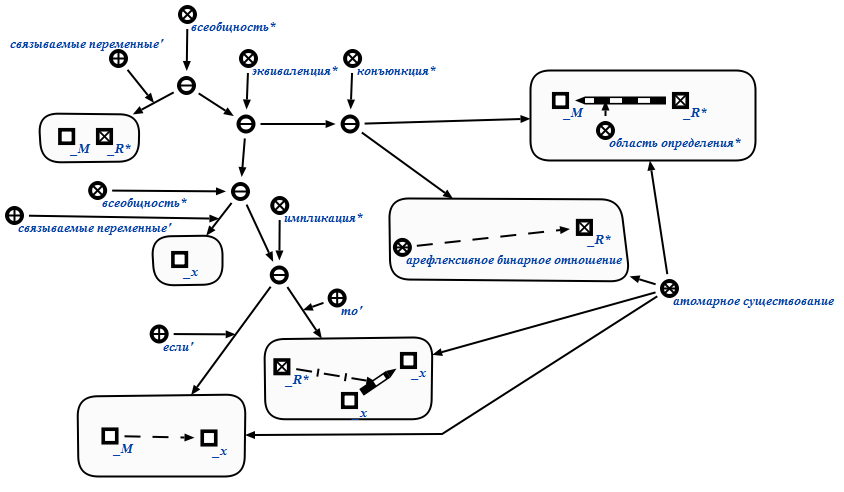 всеобщность*
связываемые переменные'
эквиваленция*
конъюнкция*
_M
_R*
область определения*
_M
_R*
всеобщность*
связываемые переменные'
импликация*
_R*
арефлексивное бинарное отношение
_x
атомарное существование
то'
если'
_x
_R*
_x
_M
_x